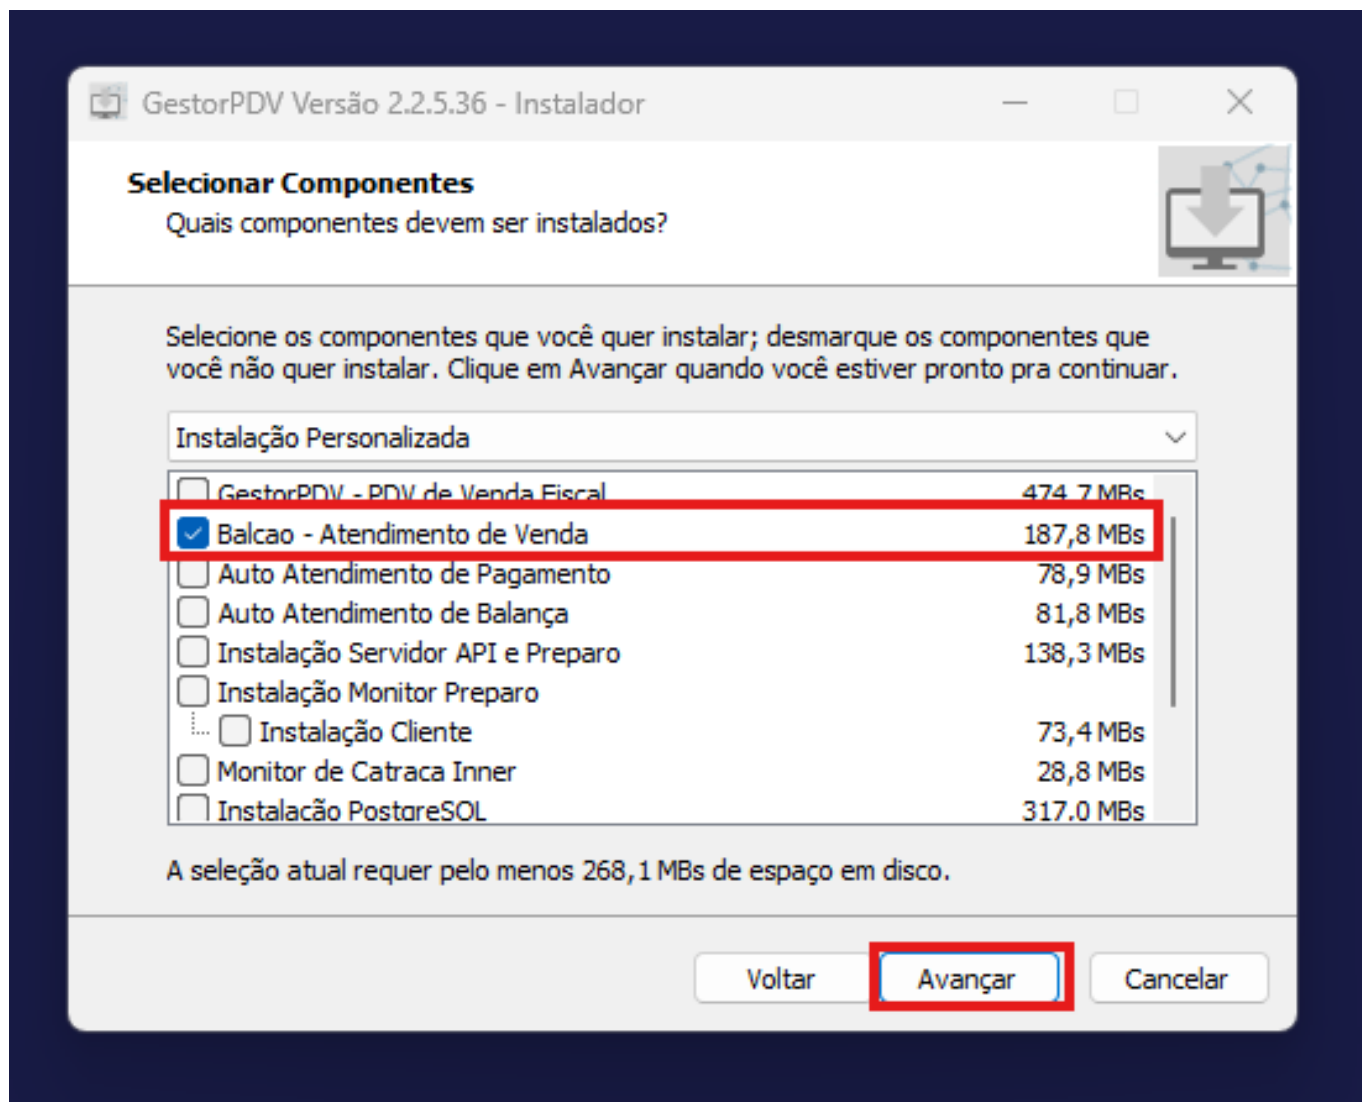 GestorPDV Versão 2.2.5.36 - Instalador
Selecionar Componentes
Quais componentes devem ser instalados?
Selecione os componentes que você quer instalar; desmarque os componentes que
você não quer instalar. Clique em Avançar quando você estiver pronto pra continuar.
Instalação Personalizada
GestorPDV - PDV de Venda Fiscal 474,7 MBs
Balcao - Atendimento de Venda 187,8 MBs
Auto Atendimento de Pagamento 78,9 MBs
Auto Atendimento de Balança 81,8 MBs
Instalação Servidor API e Preparo 138,3 MBs
Instalação Monitor Preparo
Instalação Cliente 73,4 MBs
Monitor de Catraca Inner 28,8 MBs
Instalação PostgreSQL 317,0 MBs
A seleção atual requer pelo menos 268,1 MBs de espaço em disco.
Voltar Avançar Cancelar